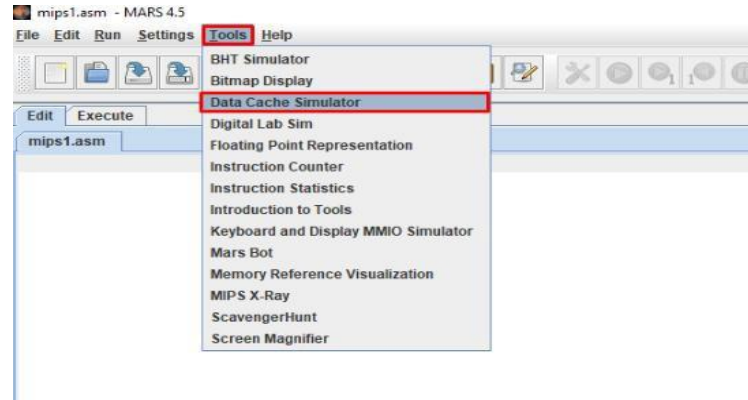 mips1.asm - MARS 4.5
File Edit Run Settings Tools Help
BHT Simulator
Bitmap Display
Data Cache Simulator
Edit Execute
Digital Lab Sim
mips1.asm
Floating Point Representation
Instruction Counter
Instruction Statistics
Introduction to Tools
Keyboard and Display MMIO Simulator
Mars Bot
Memory Reference Visualization
MIPS X-Ray
ScavengerHunt
Screen Magnifier